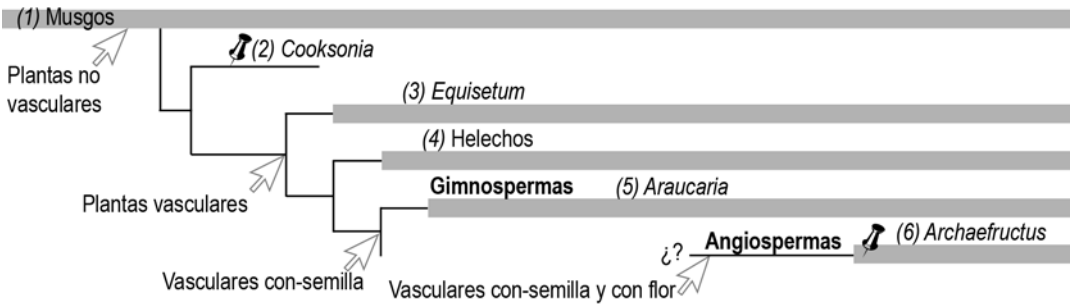 (1) Musgos
Plantas no
vasculares
(2) Cooksonia
(3) Equisetum
(4) Helechos
Plantas vasculares
Gimnospermas (5) Araucaria
Vasculares con-semilla
¿? Angiospermas (6) Archaefructus
Vasculares con-semilla y con flor